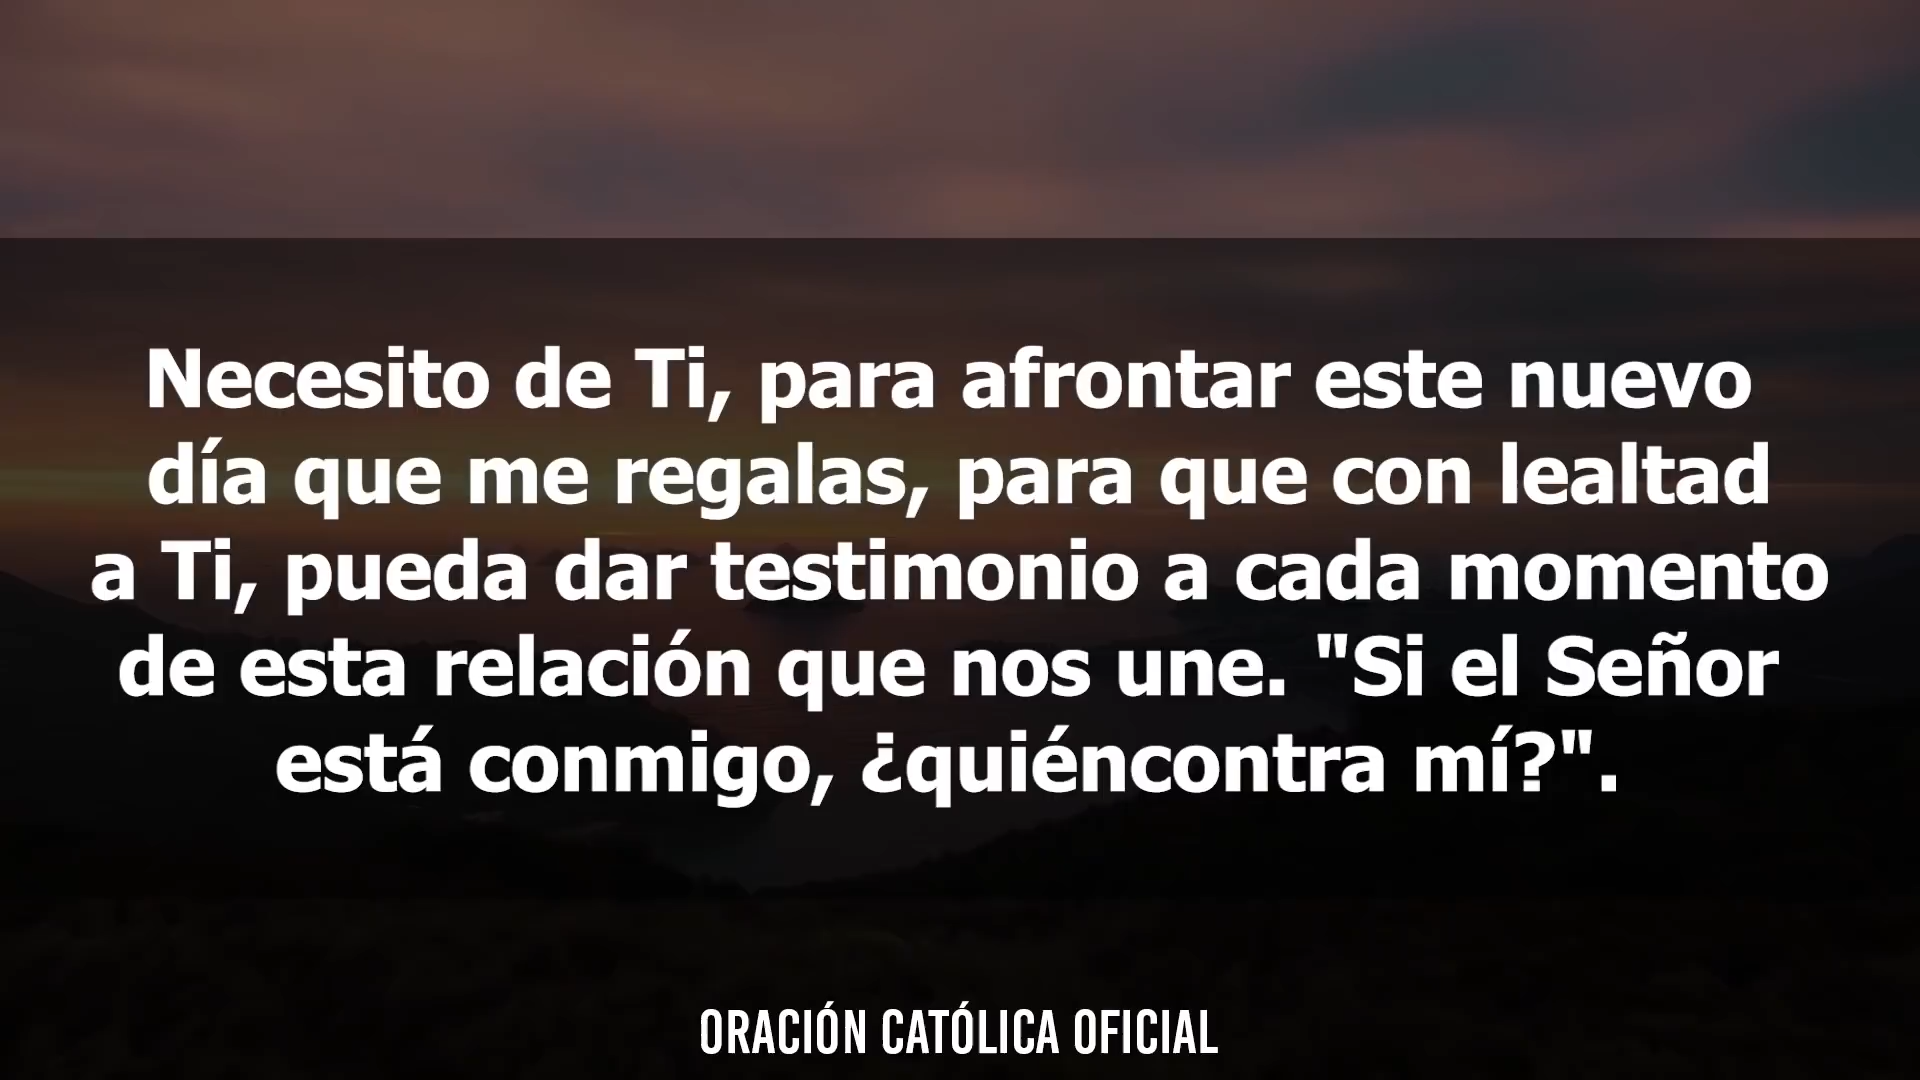 Necesito de Ti, para afrontar este nuevo
día que me regalas, para que con lealtad
a Ti, pueda dar testimonio a cada momento
de esta relación que nos une. "Si el Señor
está conmigo, ¿quiéncontra mí?".
ORACIÓN CATÓLICA OFICIAL